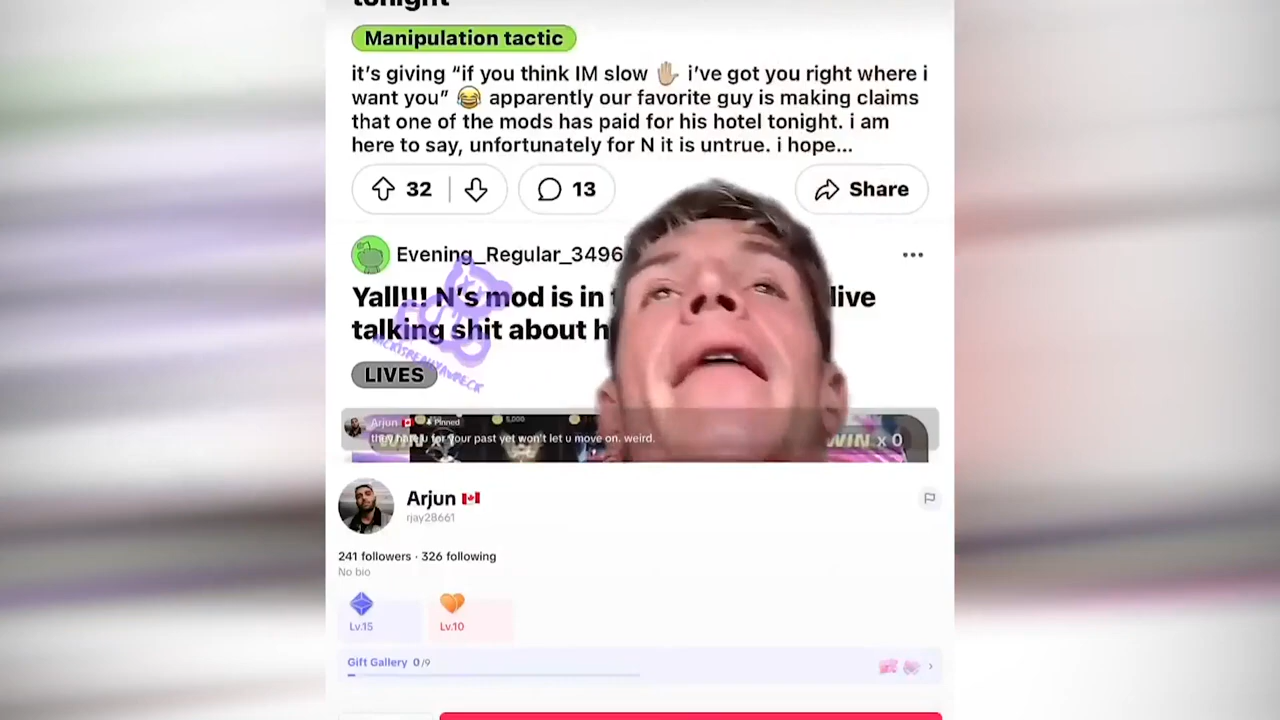 tonight
Manipulation tactic
it's giving “if you think IM slow ✋🏼 i've got you right where i
want you” 😂 apparently our favorite guy is making claims
that one of the mods has paid for his hotel tonight. i am
here to say, unfortunately for N it is untrue. i hope...
32
13
Share
Evening_Regular_3496
Yall!!! N's mod is in
live
talking shit about h
LIVES
Arjun 🇨🇦 Pinned
5,000
they hate u for your past yet won't let u move on. weird.
WIN
WIN x 0
Arjun 🇨🇦
rjay28661
241 followers · 326 following
No bio
Lv.15
Lv.10
Gift Gallery 0/9